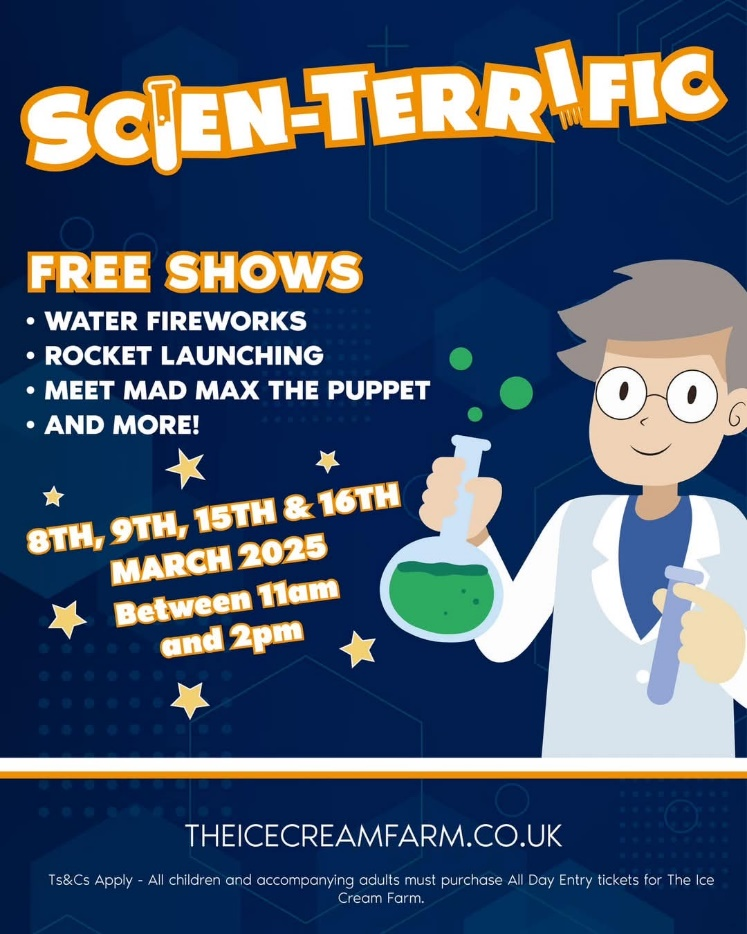 SCIEN-TERRIFIC
FREE SHOWS
• WATER FIREWORKS
• ROCKET LAUNCHING
• MEET MAD MAX THE PUPPET
• AND MORE!
8TH, 9TH, 15TH & 16TH
MARCH 2025
Between 11am
and 2pm
THEICECREAMFARM.CO.UK
Ts&Cs Apply - All children and accompanying adults must purchase All Day Entry tickets for The Ice
Cream Farm.